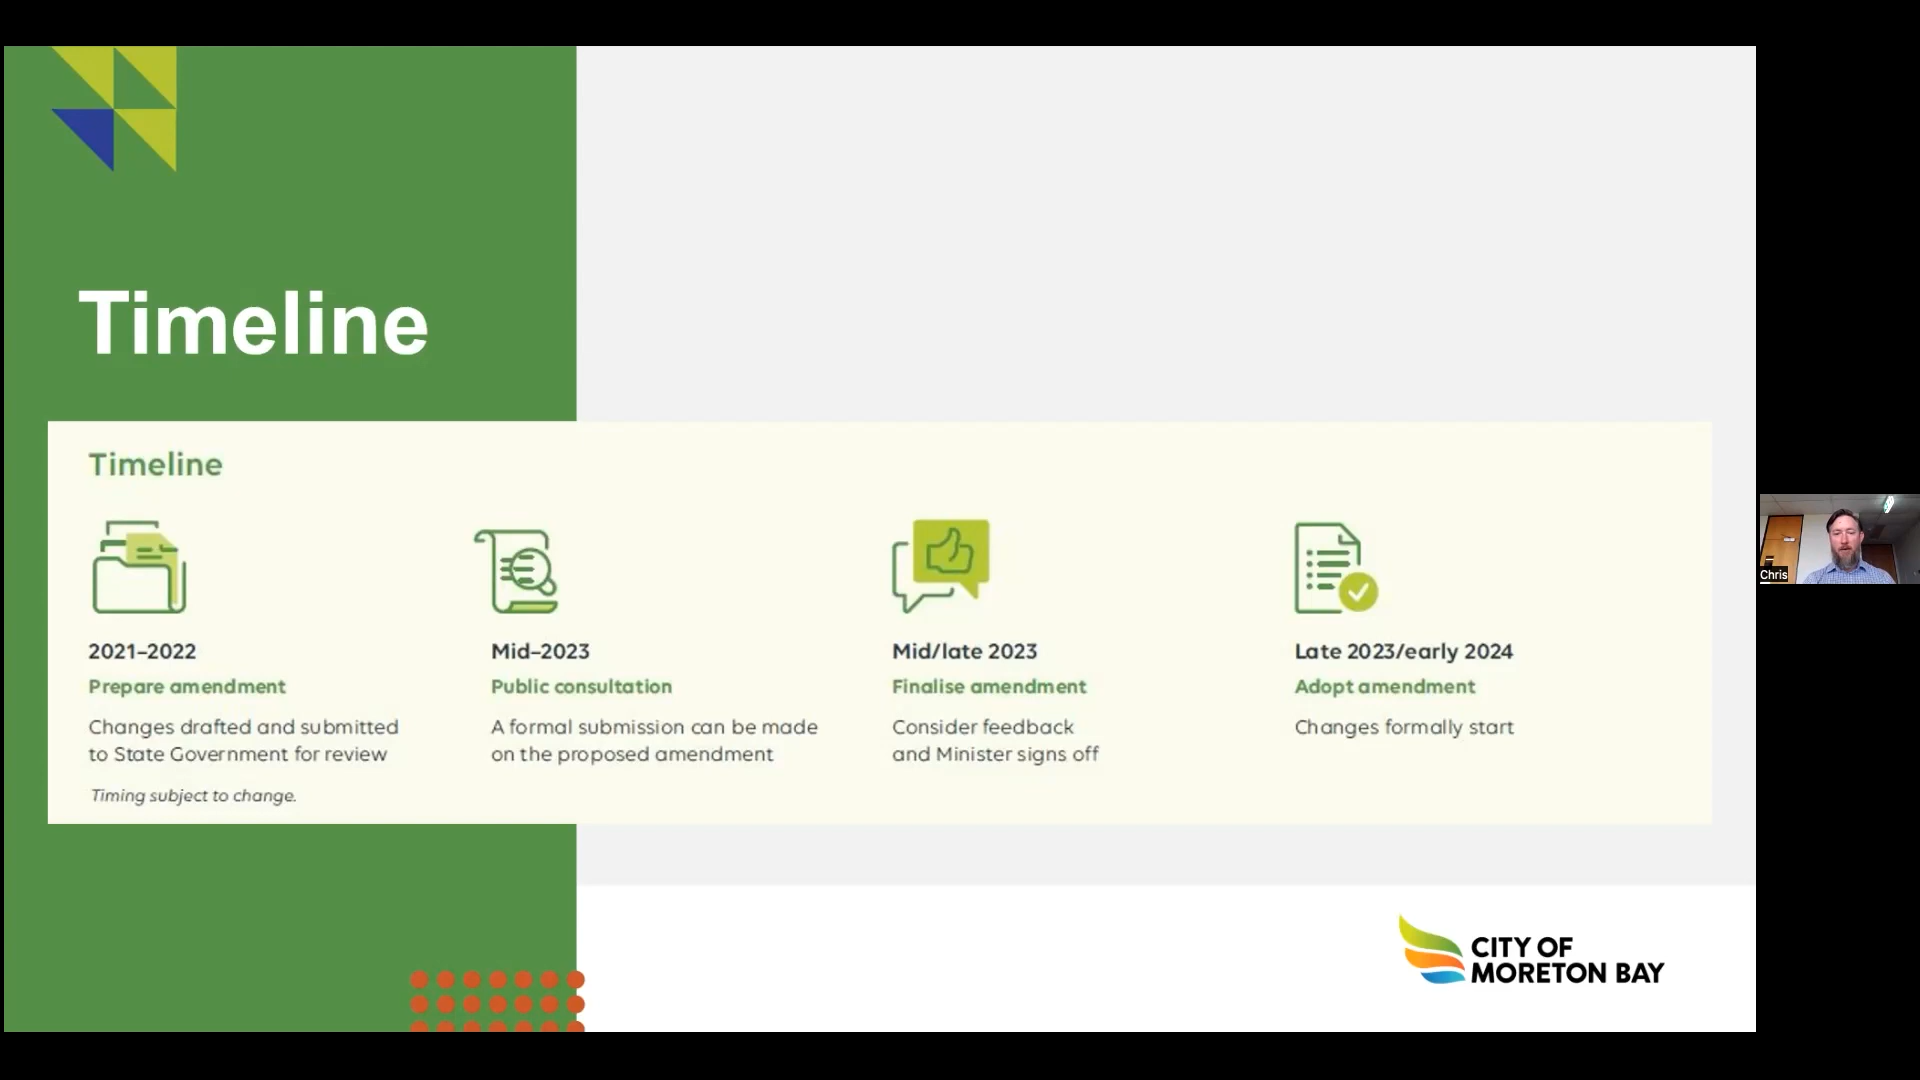 Timeline
Timeline
2021–2022
Prepare amendment
Changes drafted and submitted
to State Government for review
Timing subject to change.
Mid–2023
Public consultation
A formal submission can be made
on the proposed amendment
Mid/late 2023
Finalise amendment
Consider feedback
and Minister signs off
Late 2023/early 2024
Adopt amendment
Changes formally start
CITY OF
MORETON BAY
Chris